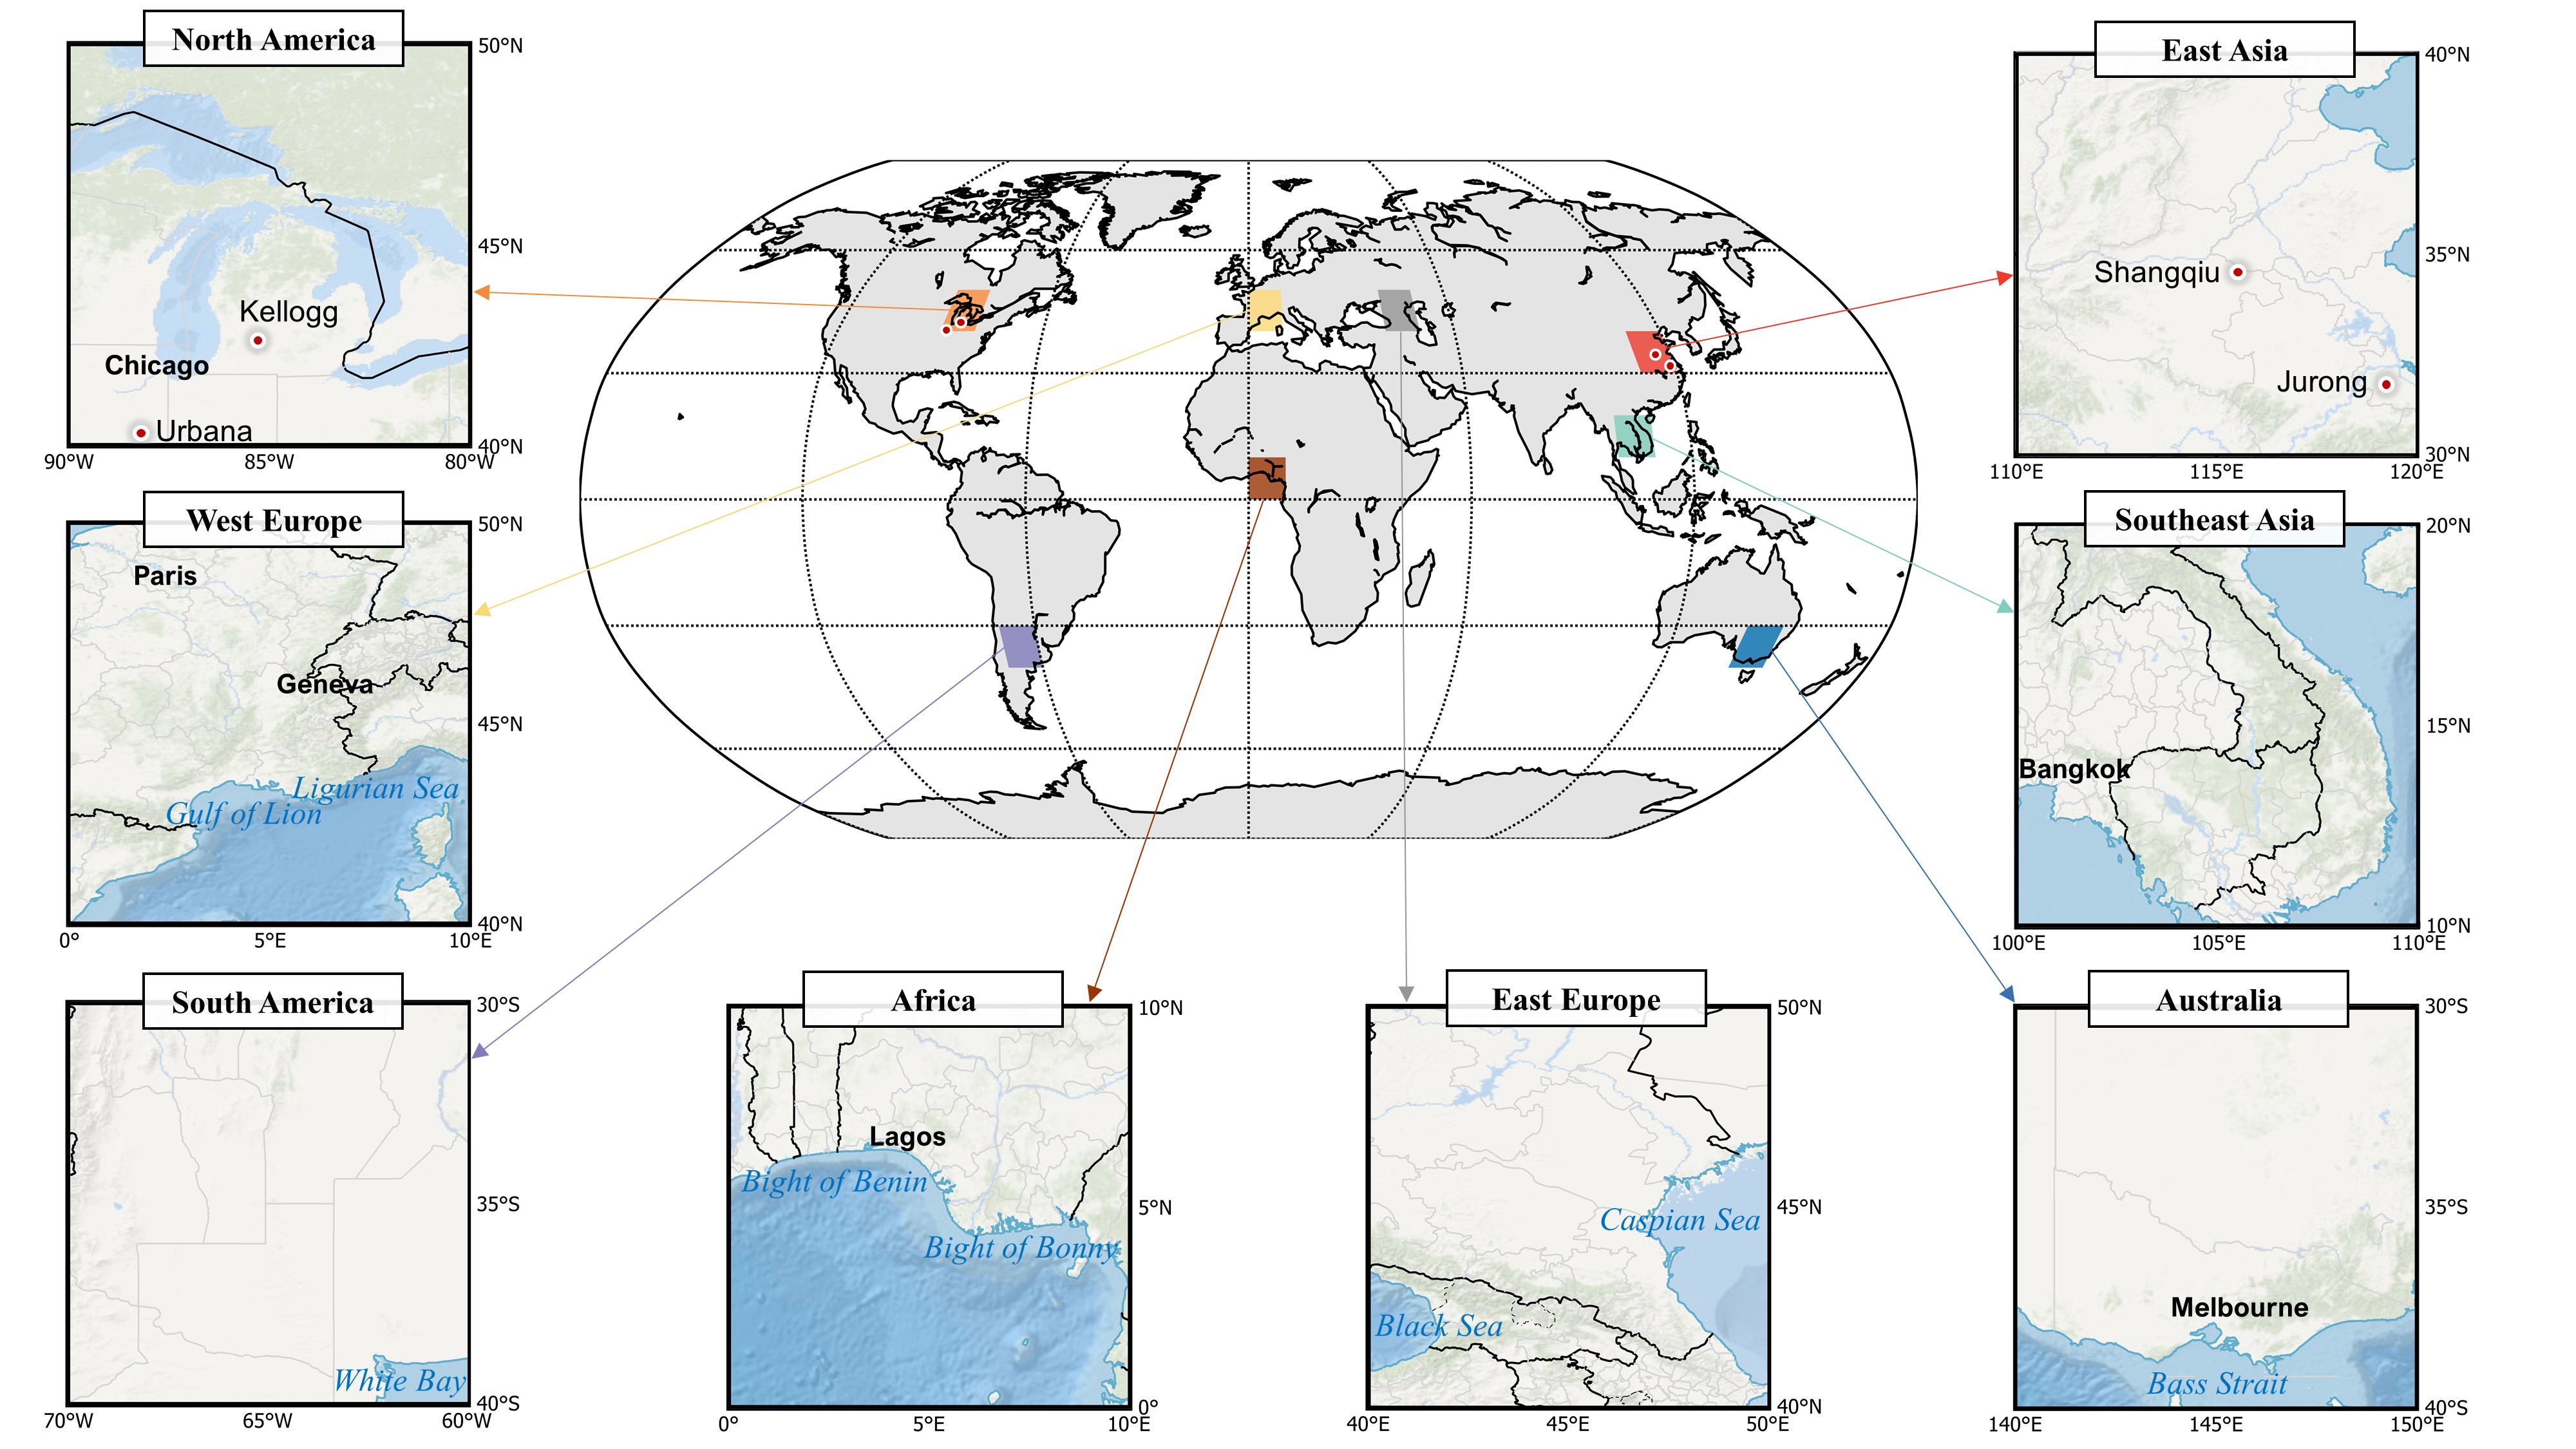 North America
50°N
45°N
Kellogg
Chicago
Urbana
40°N
90°W
85°W
80°W
West Europe
50°N
Paris
Geneva
45°N
Ligurian Sea
Gulf of Lion
40°N
0°
5°E
10°E
South America
30°S
35°S
White Bay
40°S
70°W
65°W
60°W
Africa
10°N
Lagos
Bight of Benin
5°N
Bight of Bonny
0°
0°
5°E
10°E
East Europe
50°N
45°N
Caspian Sea
Black Sea
40°N
40°E
45°E
50°E
East Asia
40°N
35°N
Shangqiu
Jurong
30°N
110°E
115°E
120°E
Southeast Asia
20°N
15°N
Bangkok
10°N
100°E
105°E
110°E
Australia
30°S
35°S
Melbourne
Bass Strait
40°S
140°E
145°E
150°E